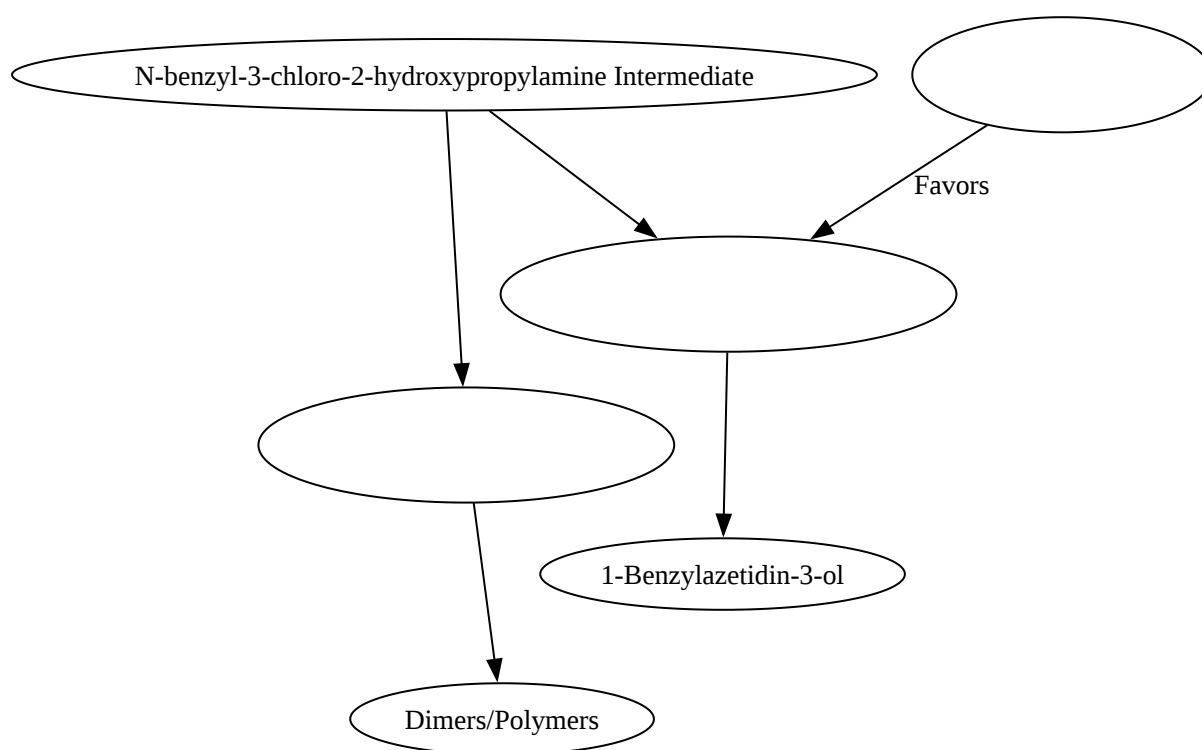 N-benzyl-3-chloro-2-hydroxypropylamine Intermediate
Favors
1-Benzylazetidin-3-ol
Dimers/Polymers